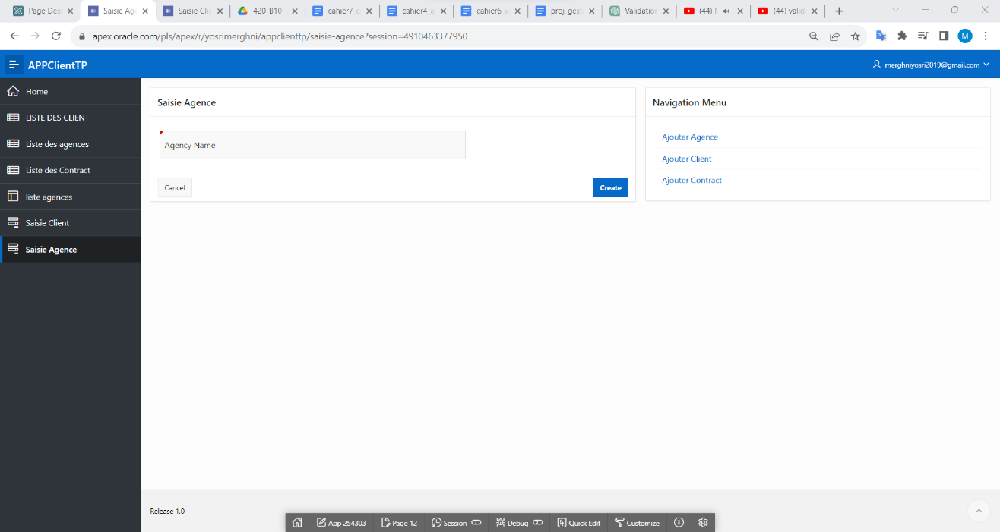 Page Des
Saisie Ag
Saisie Cli
420-B10
cahier7_c
cahier4_a
cahier6_v
proj_gest
Validation
(44)
(44) valid
apex.oracle.com/pls/apex/r/yosrimerghni/appclienttp/saisie-agence?session=4910463377950
M
APPClientTP
merghniyosri2019@gmail.com
Home
LISTE DES CLIENT
Liste des agences
Liste des Contract
liste agences
Saisie Client
Saisie Agence
Saisie Agence
Agency Name
Cancel
Create
Navigation Menu
Ajouter Agence
Ajouter Client
Ajouter Contract
Release 1.0
App 254303
Page 12
Session
Debug
Quick Edit
Customize